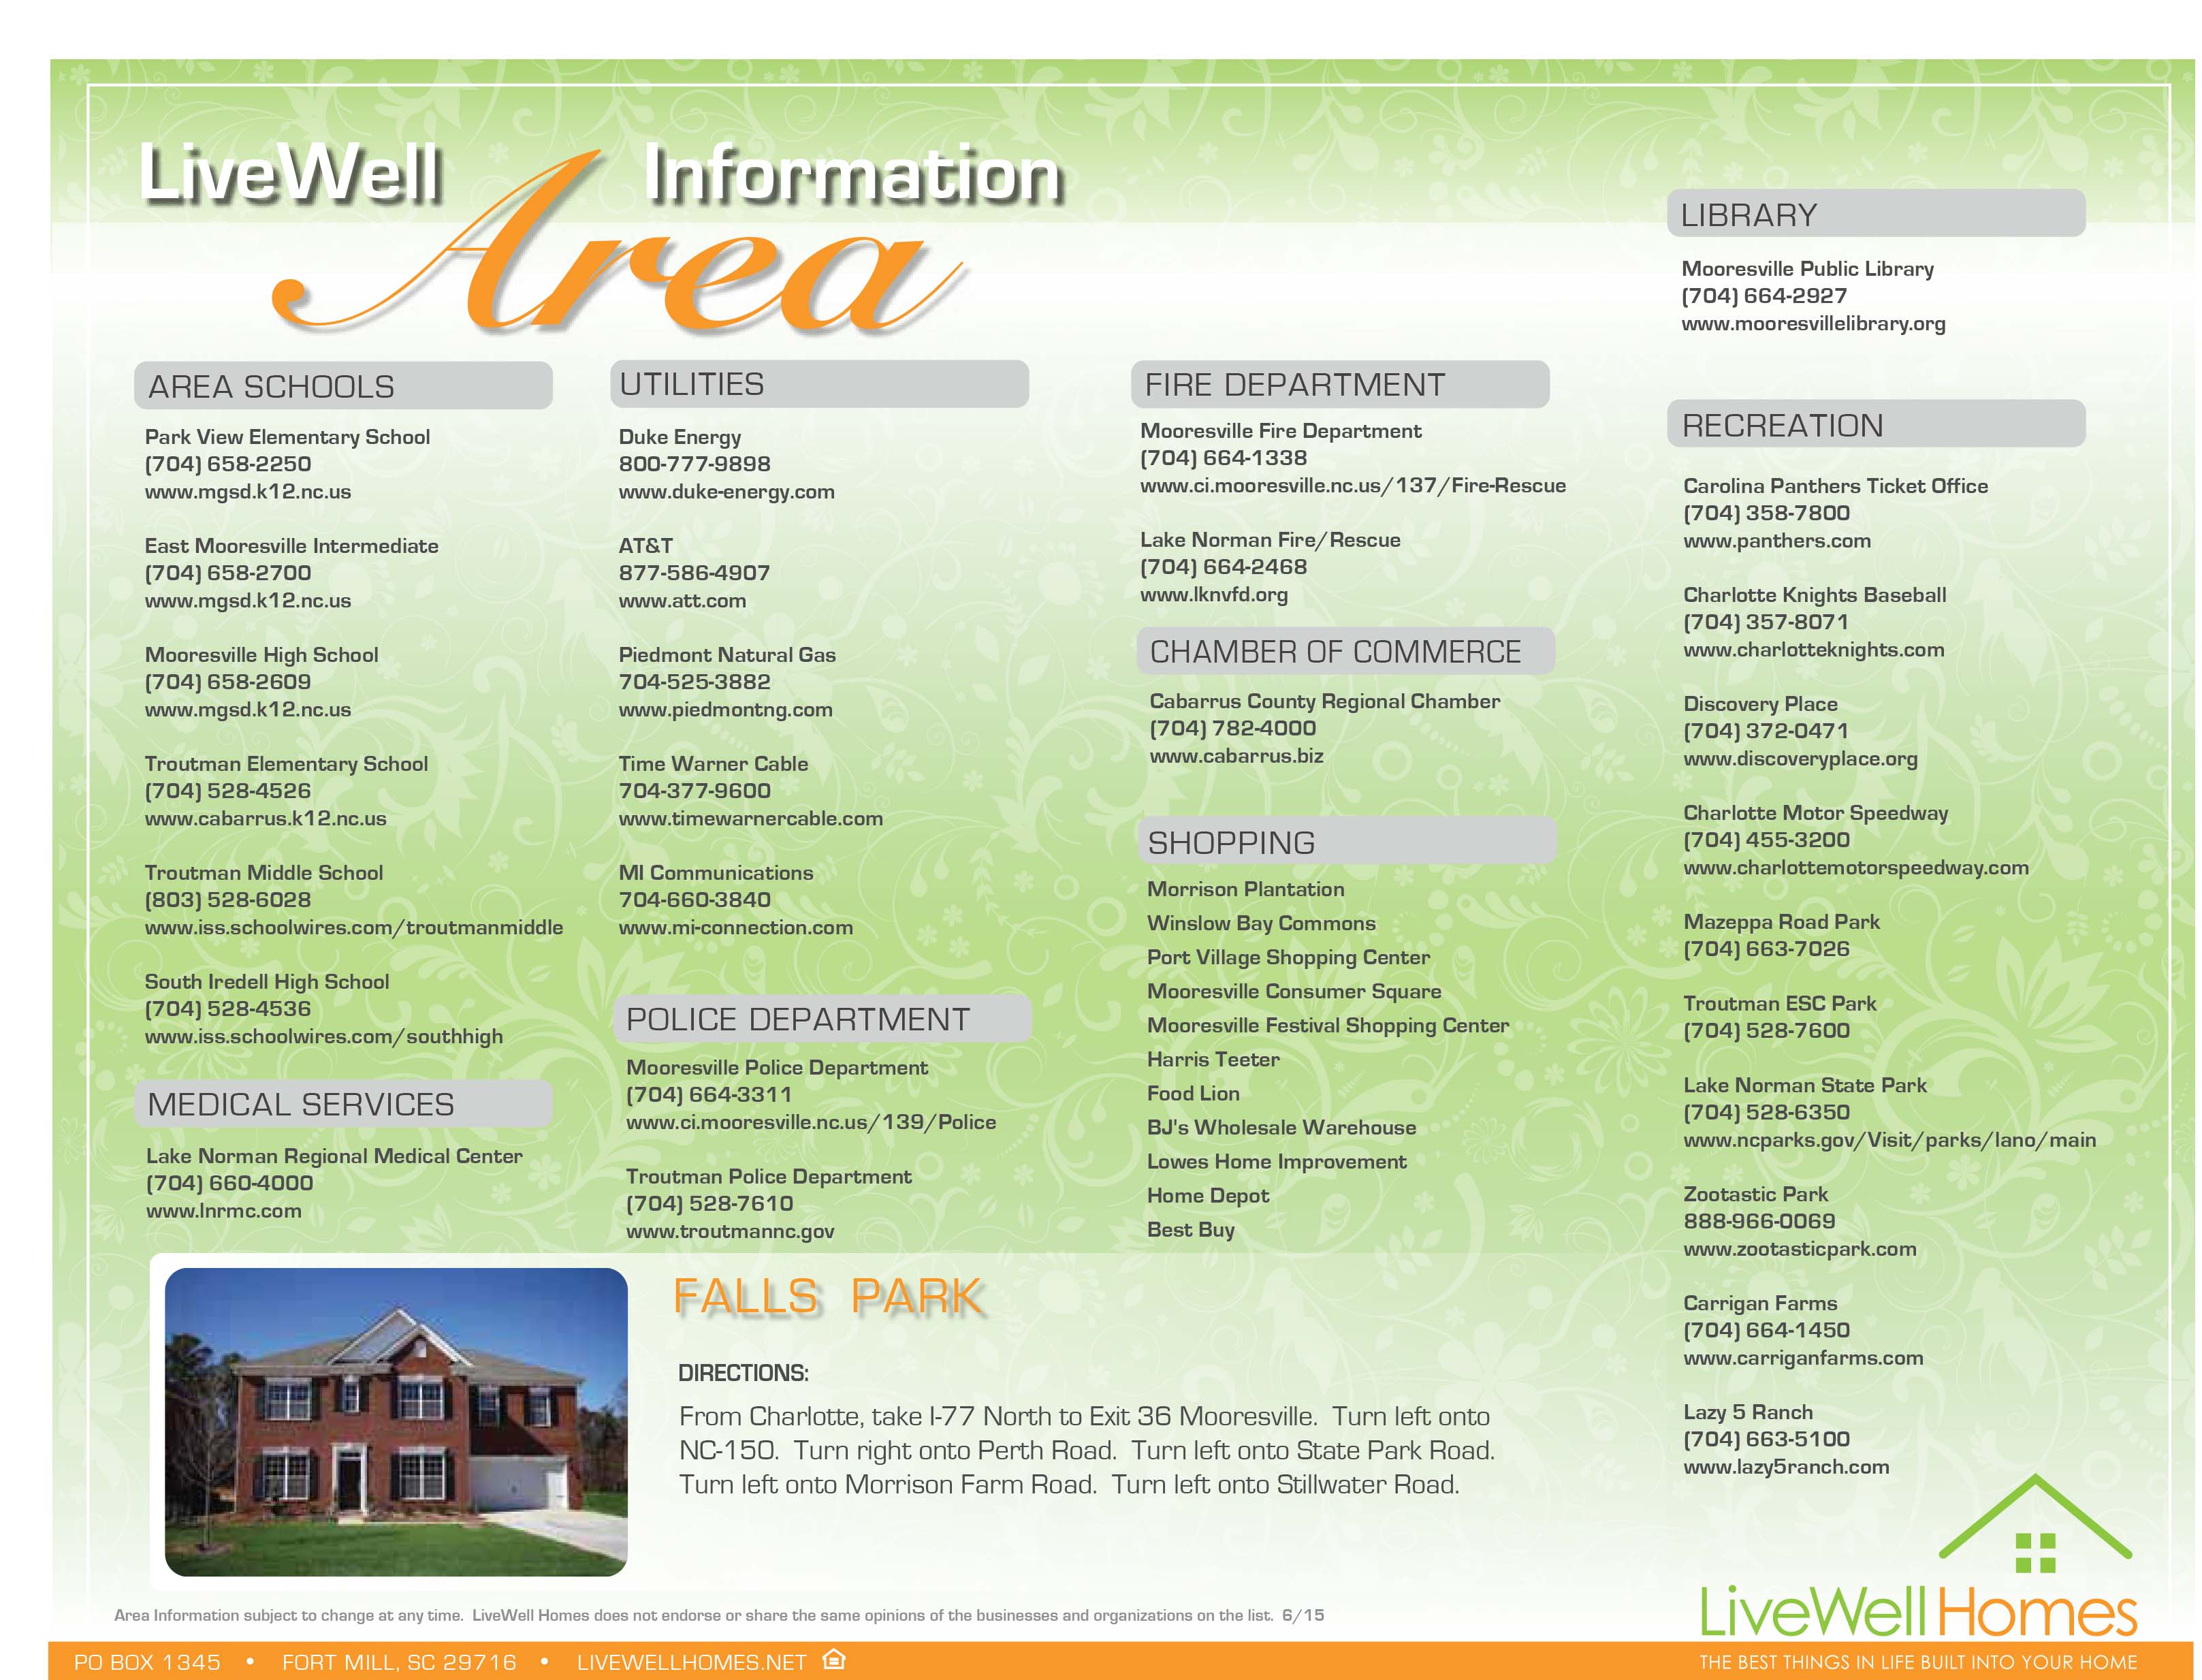 LiveWell Area Information
AREA SCHOOLS
Park View Elementary School
(704) 658-2250
www.mgsd.k12.nc.us
East Mooresville Intermediate
(704) 658-2700
www.mgsd.k12.nc.us
Mooresville High School
(704) 658-2609
www.mgsd.k12.nc.us
Troutman Elementary School
(704) 528-4526
www.cabarrus.k12.nc.us
Troutman Middle School
(803) 528-6028
www.iss.schoolwires.com/troutmanmiddle
South Iredell High School
(704) 528-4536
www.iss.schoolwires.com/southhigh
MEDICAL SERVICES
Lake Norman Regional Medical Center
(704) 660-4000
www.lnrmc.com
UTILITIES
Duke Energy
800-777-9898
www.duke-energy.com
AT&T
877-586-4907
www.att.com
Piedmont Natural Gas
704-525-3882
www.piedmontng.com
Time Warner Cable
704-377-9600
www.timewarnercable.com
MI Communications
704-660-3840
www.mi-connection.com
POLICE DEPARTMENT
Mooresville Police Department
(704) 664-3311
www.ci.mooresville.nc.us/139/Police
Troutman Police Department
(704) 528-7610
www.troutmannc.gov
FIRE DEPARTMENT
Mooresville Fire Department
(704) 664-1338
www.ci.mooresville.nc.us/137/Fire-Rescue
Lake Norman Fire/Rescue
(704) 664-2468
www.lknvfd.org
CHAMBER OF COMMERCE
Cabarrus County Regional Chamber
(704) 782-4000
www.cabarrus.biz
SHOPPING
Morrison Plantation
Winslow Bay Commons
Port Village Shopping Center
Mooresville Consumer Square
Mooresville Festival Shopping Center
Harris Teeter
Food Lion
BJ's Wholesale Warehouse
Lowes Home Improvement
Home Depot
Best Buy
LIBRARY
Mooresville Public Library
(704) 664-2927
www.mooresvillelibrary.org
RECREATION
Carolina Panthers Ticket Office
(704) 358-7800
www.panthers.com
Charlotte Knights Baseball
(704) 357-8071
www.charlotteknights.com
Discovery Place
(704) 372-0471
www.discoveryplace.org
Charlotte Motor Speedway
(704) 455-3200
www.charlottemotorspeedway.com
Mazeppa Road Park
(704) 663-7026
Troutman ESC Park
(704) 528-7600
Lake Norman State Park
(704) 528-6350
www.ncparks.gov/Visit/parks/lano/main
Zootastic Park
888-966-0069
www.zootasticpark.com
Carrigan Farms
(704) 664-1450
www.carriganfarms.com
Lazy 5 Ranch
(704) 663-5100
www.lazy5ranch.com
FALLS PARK
DIRECTIONS:
From Charlotte, take I-77 North to Exit 36 Mooresville. Turn left onto
NC-150. Turn right onto Perth Road. Turn left onto State Park Road.
Turn left onto Morrison Farm Road. Turn left onto Stillwater Road.
Area Information subject to change at any time. LiveWell Homes does not endorse or share the same opinions of the businesses and organizations on the list. 6/15
LiveWell Homes
PO BOX 1345 • FORT MILL, SC 29716 • LIVEWELLHOMES.NET
THE BEST THINGS IN LIFE BUILT INTO YOUR HOME